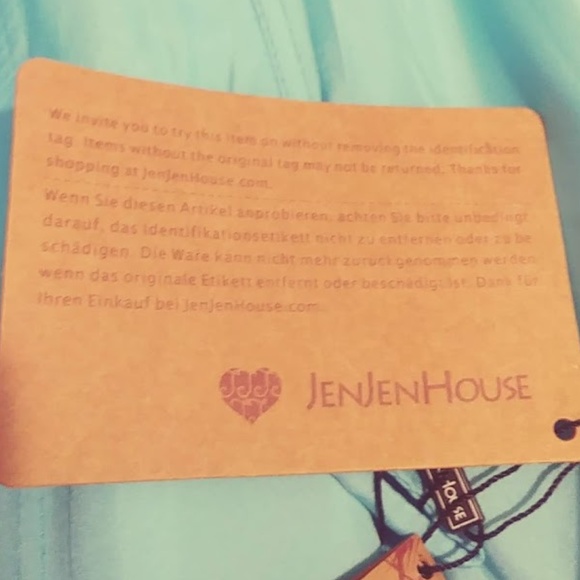 We invite you to try this item on without removing the identification
tag. Items without the original tag may not be returned. Thanks for
shopping at JenJenHouse.com.
Wenn Sie diesen Artikel anprobieren, achten Sie bitte unbedingt
darauf, das Identifikationsetikett nicht zu entfernen oder zu be
schädigen. Die Ware kann nicht mehr zurückgenommen werden
wenn das originale Etikett entfernt oder beschädigt ist. Dank für
Ihren Einkauf bei JenJenHouse.com.
JENJENHOUSE